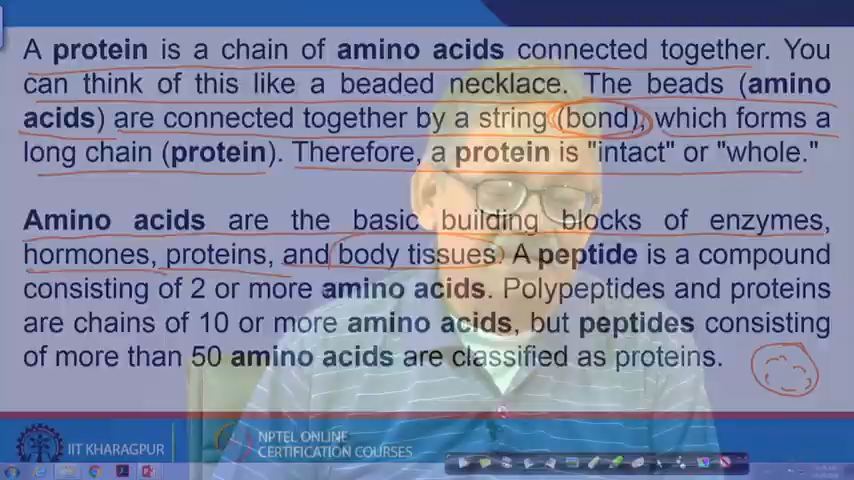 A protein is a chain of amino acids connected together. You
can think of this like a beaded necklace. The beads (amino
acids) are connected together by a string (bond), which forms a
long chain (protein). Therefore, a protein is "intact" or "whole."
Amino acids are the basic building blocks of enzymes,
hormones, proteins, and body tissues) A peptide is a compound
consisting of 2 or more amino acids. Polypeptides and proteins
are chains of 10 or more amino acids, but peptides consisting
of more than 50 amino acids are classified as proteins.
IIT KHARAGPUR
NPTEL ONLINE
CERTIFICATION COURSES